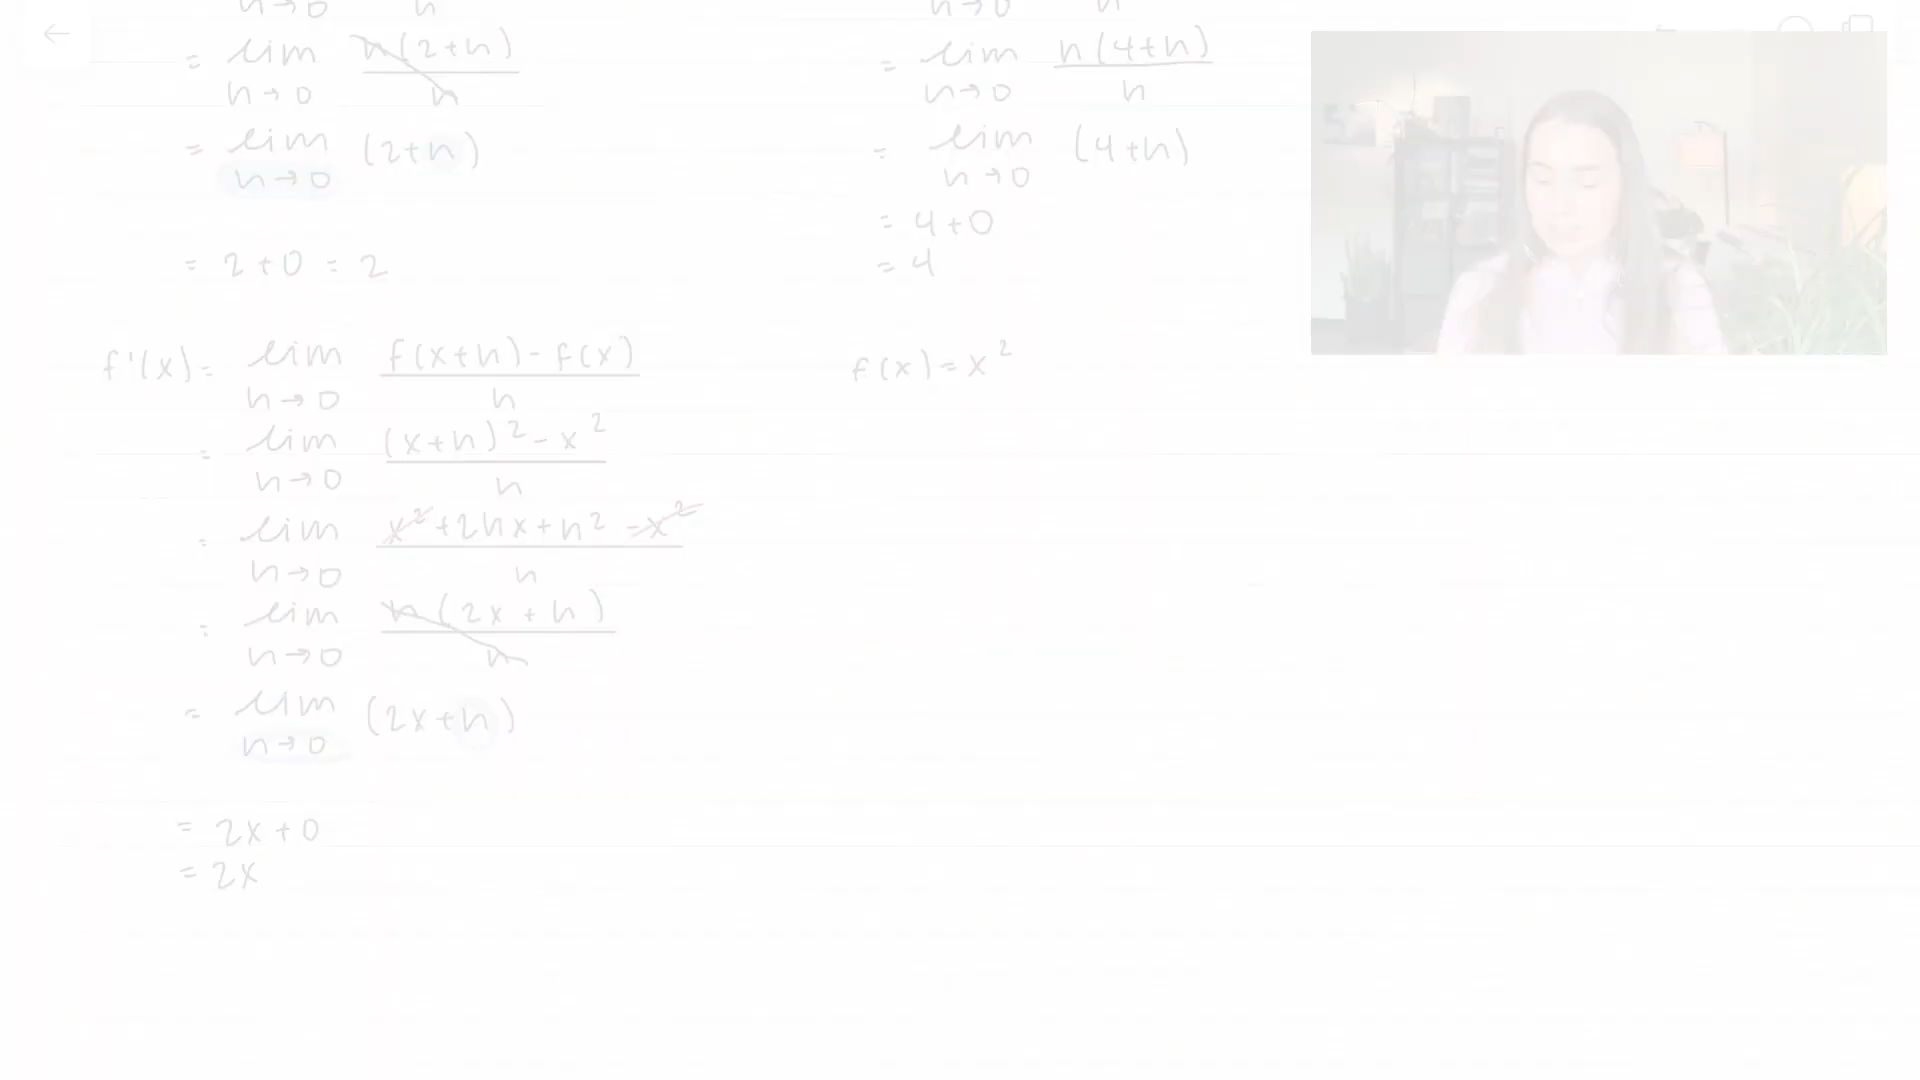 n→0 n
= lim n(2+h)
h→0 h
= lim (2+h)
h→0
= 2+0 = 2
h→0 h
= lim h(4+h)
h→0 h
= lim (4+h)
h→0
= 4+0
= 4
f'(x) = lim f(x+h)-f(x)
h→0 h
= lim (x+h)²-x²
h→0 h
= lim x²+2hx+h²-x²
h→0 h
= lim h(2x+h)
h→0 h
= lim (2x+h)
h→0
= 2x+0
= 2x
f(x)=x²